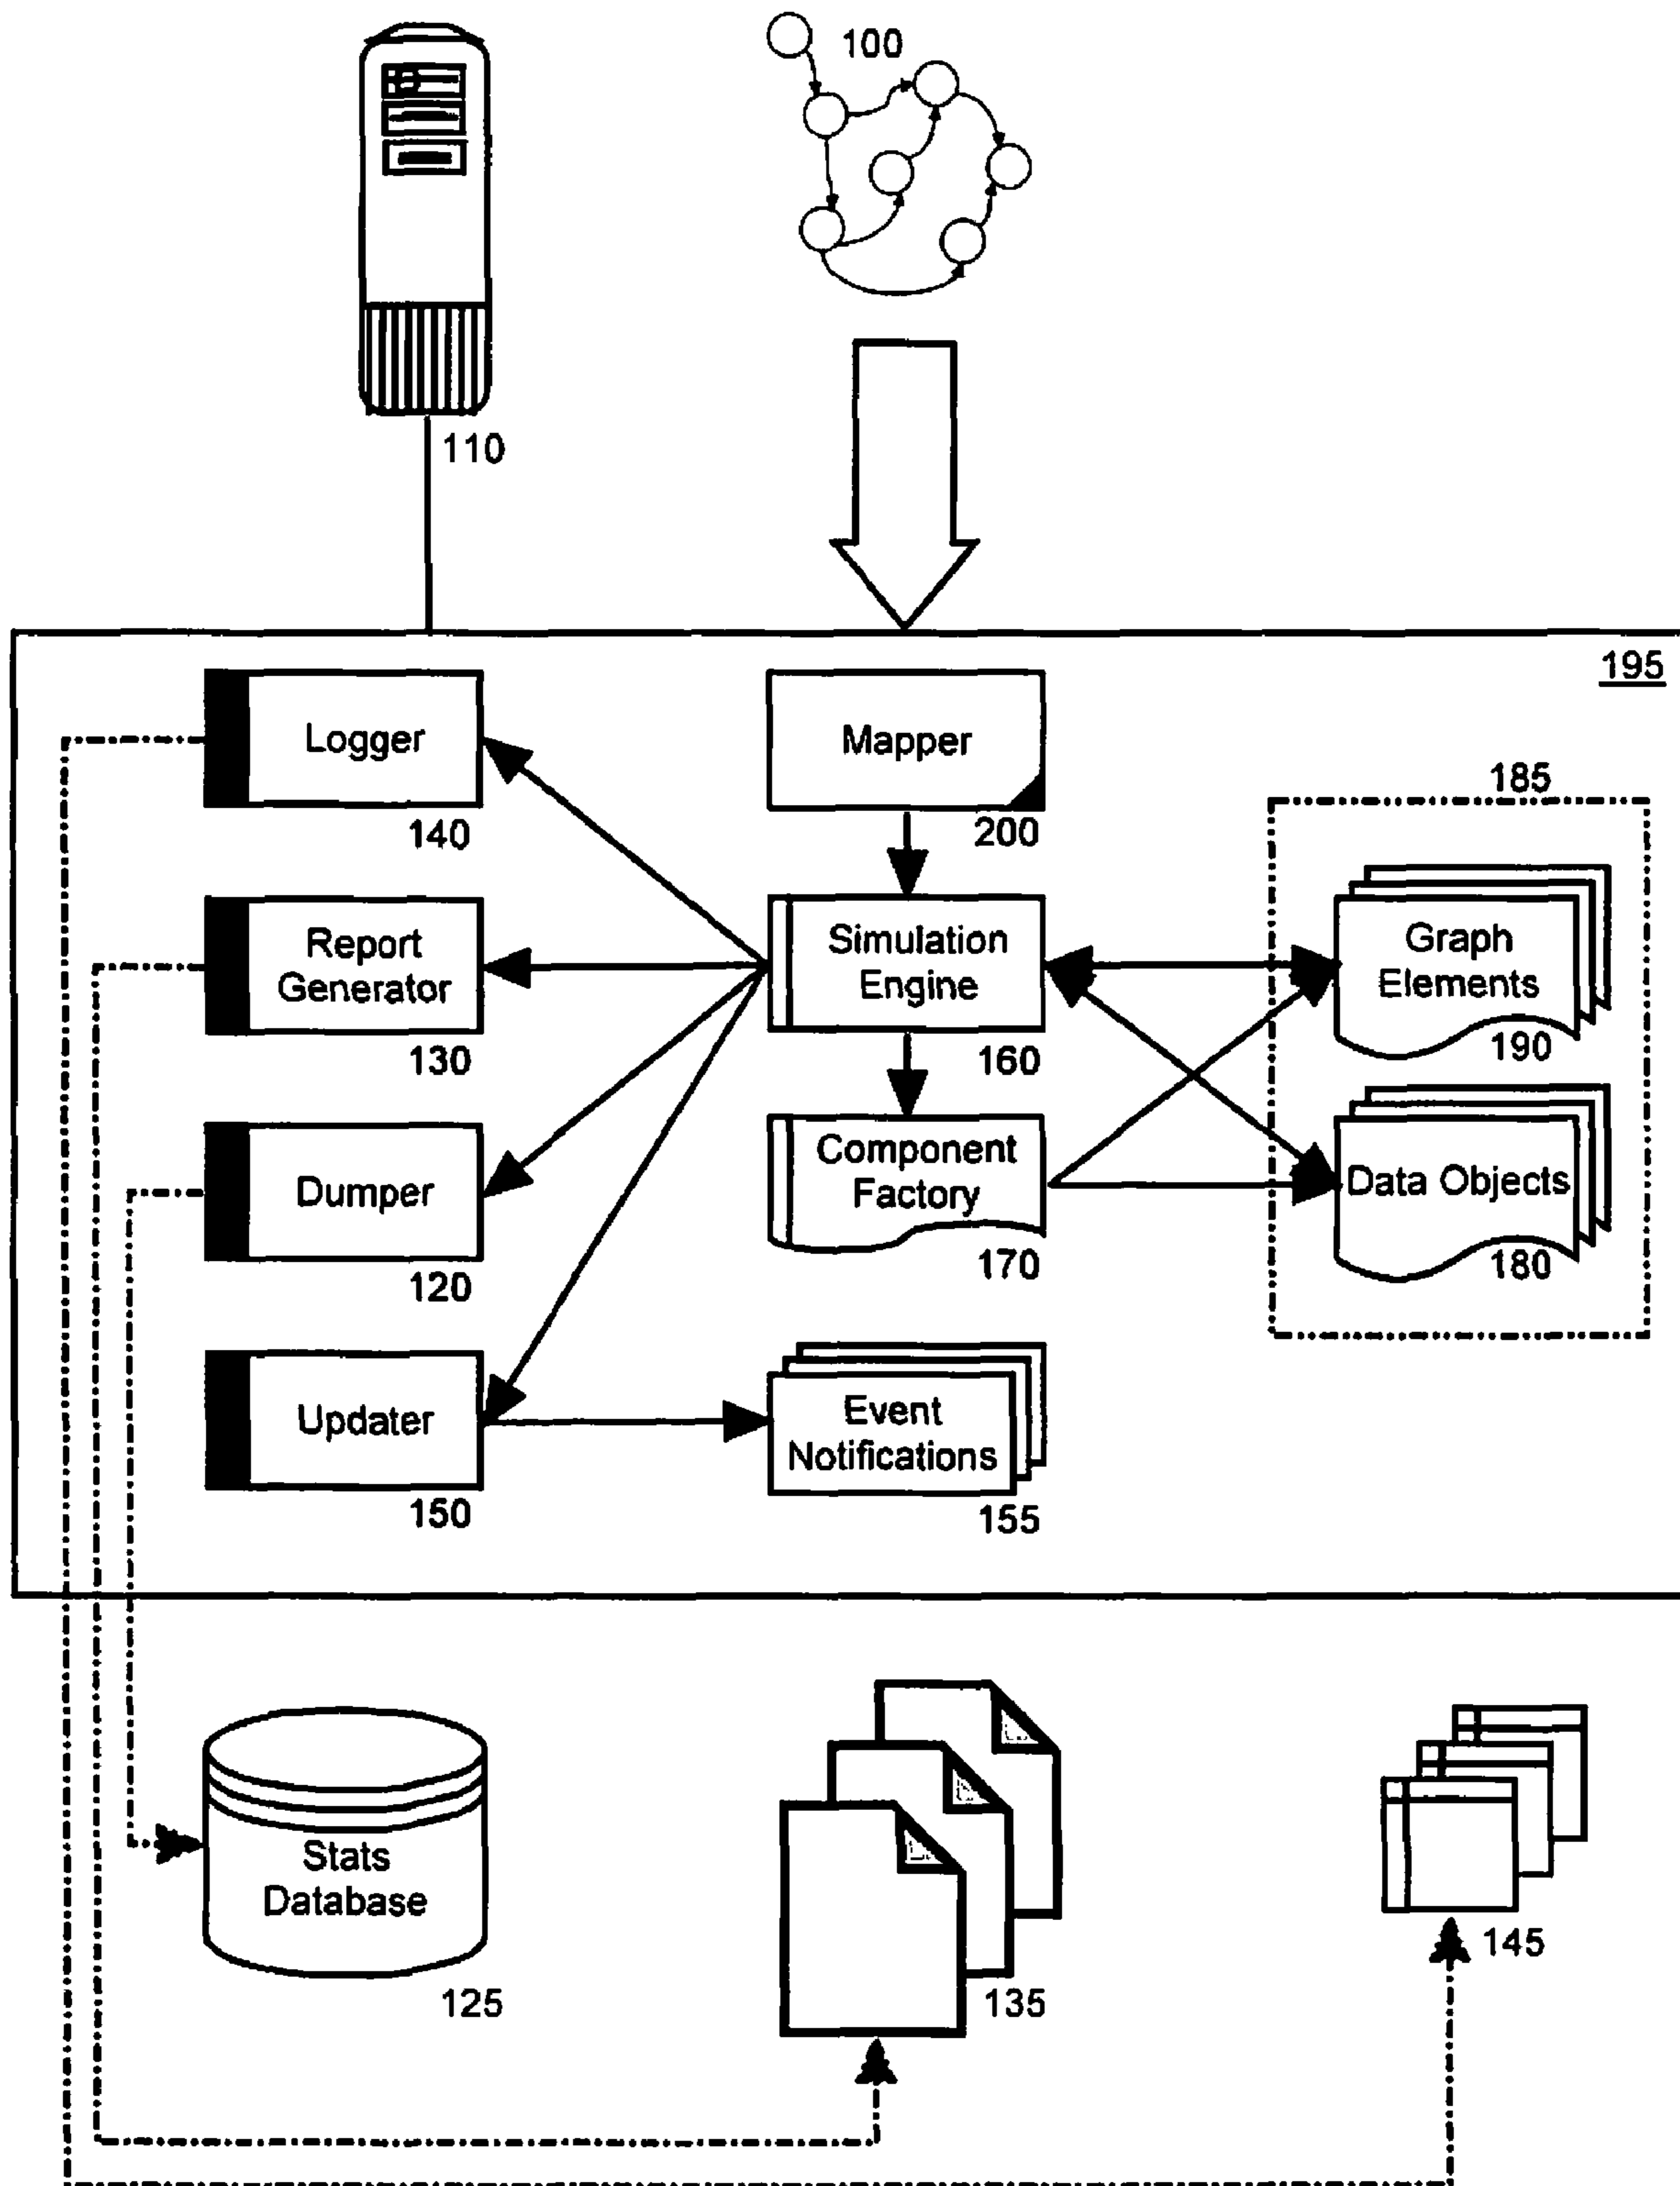 100
110
195
Logger
Mapper
185
140
200
Report
Generator
Simulation
Engine
Graph
Elements
190
130
160
Component
Factory
Dumper
Data Objects
120
170
180
Updater
Event
Notifications
150
155
Stats
Database
145
125
135